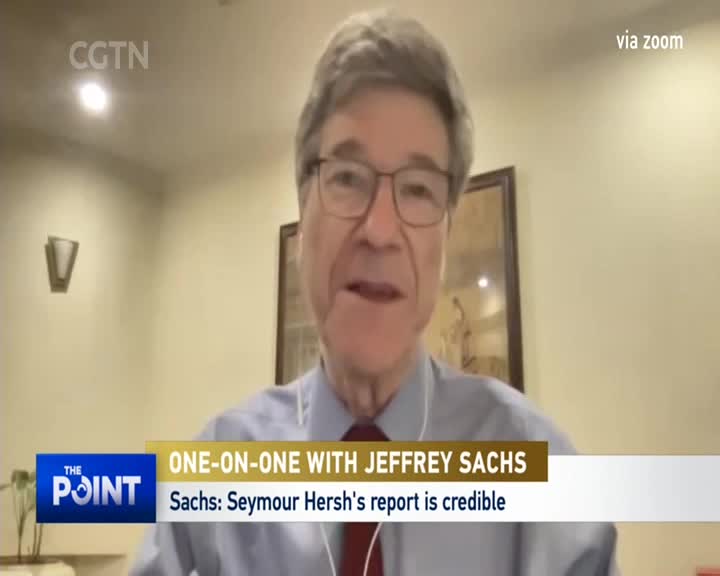 CGTN
via zoom
THE POINT
ONE-ON-ONE WITH JEFFREY SACHS
Sachs: Seymour Hersh's report is credible